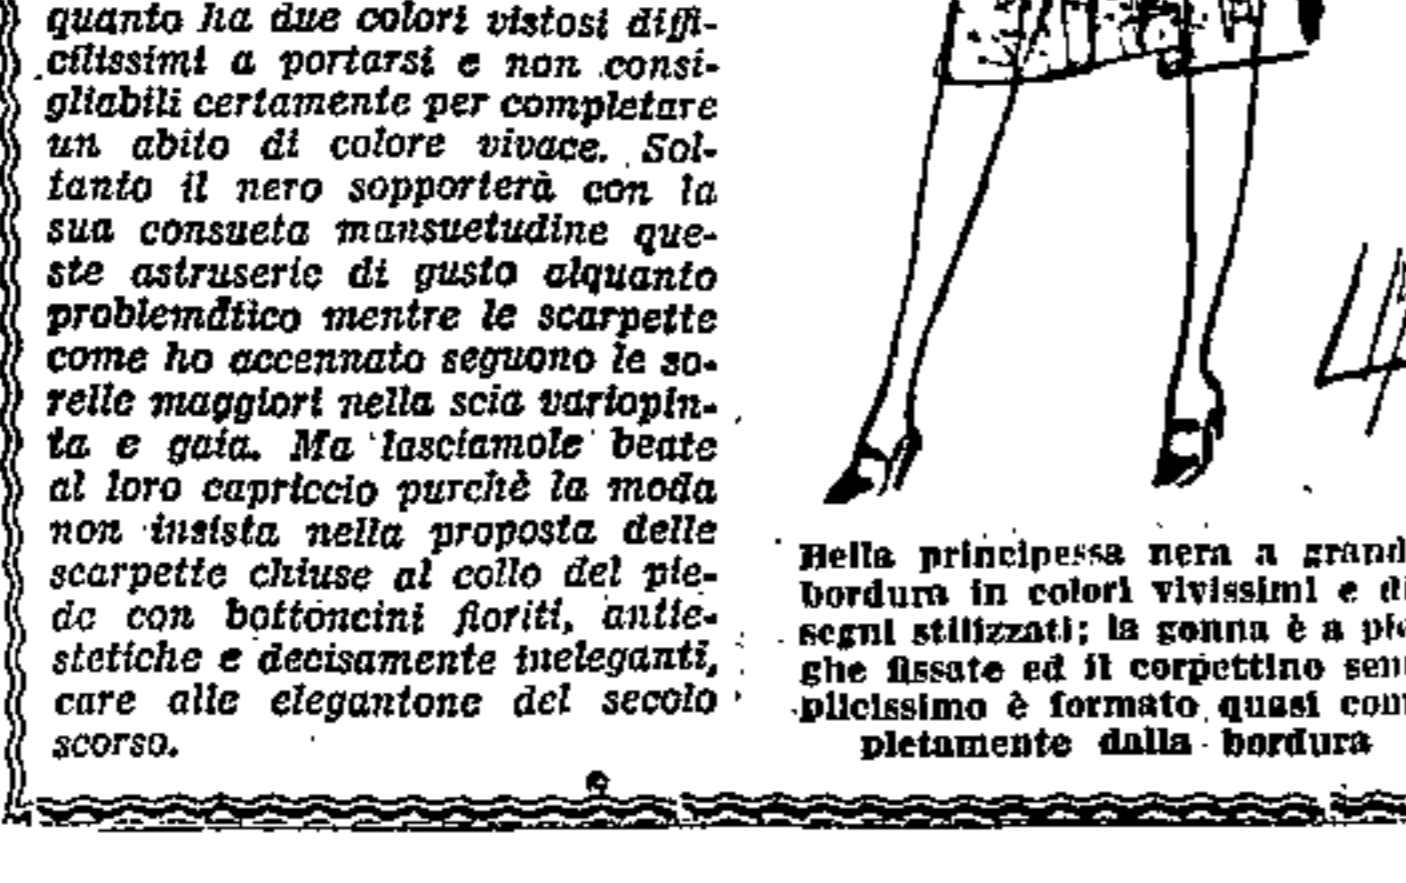 quanto ha due colori vistosi diffi-
cilissimi a portarsi e non consi-
gliabili certamente per completare
un abito di colore vivace. Sol-
tanto il nero sopporterà con la
sua consueta mansuetudine que-
ste astruserie di gusto alquanto
problemático mentre le scarpette
come ho accennato seguono le so-
relle maggiori nella scia variopin-
ta e gaia. Ma lasciamole beate
al loro capriccio purchè la moda
non insista nella proposta delle
scarpette chiuse al collo del pie-
de con bottoncini fioriti, antie-
stetiche e decisamente ineleganti,
care alle elegantone del secolo
scorso.
Bella principessa nera a grand
bordura in colori vivissimi e di
segni stilizzati; la gonna è a pie
ghe fissate ed il corpettino sem
plicissimo è formato quasi com
pletamente dalla bordura